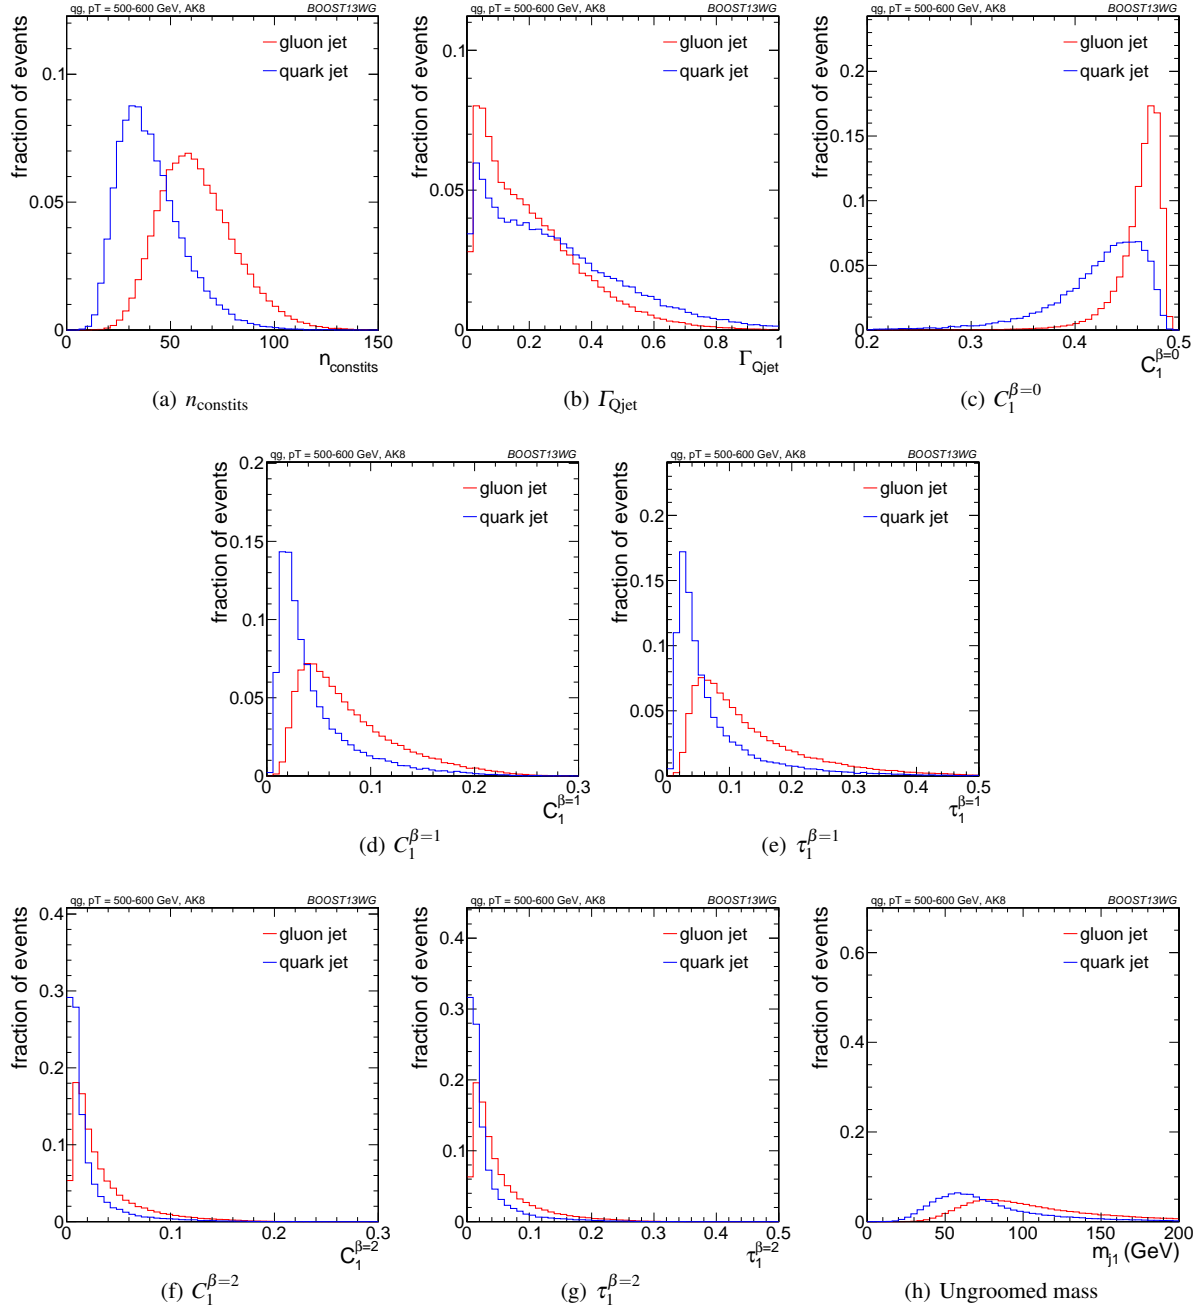 qg, pT = 500-600 GeV, AK8 BOOST13WG
fraction of events
gluon jet
quark jet
0.1
0.05
0
0 50 100 150
n_constits
(a) n_constits
qg, pT = 500-600 GeV, AK8 BOOST13WG
fraction of events
gluon jet
quark jet
0.1
0.05
0
0 0.2 0.4 0.6 0.8 1
Γ_Qjet
(b) Γ_Qjet
qg, pT = 500-600 GeV, AK8 BOOST13WG
fraction of events
gluon jet
quark jet
0.2
0.15
0.1
0.05
0
0.2 0.3 0.4 0.5
C_1^β=0
(c) C_1^β=0
qg, pT = 500-600 GeV, AK8 BOOST13WG
fraction of events
gluon jet
quark jet
0.2
0.15
0.1
0.05
0
0 0.1 0.2 0.3
C_1^β=1
(d) C_1^β=1
qg, pT = 500-600 GeV, AK8 BOOST13WG
fraction of events
gluon jet
quark jet
0.2
0.15
0.1
0.05
0
0 0.1 0.2 0.3 0.4 0.5
τ_1^β=1
(e) τ_1^β=1
qg, pT = 500-600 GeV, AK8 BOOST13WG
fraction of events
gluon jet
quark jet
0.4
0.3
0.2
0.1
0
0 0.1 0.2 0.3
C_1^β=2
(f) C_1^β=2
qg, pT = 500-600 GeV, AK8 BOOST13WG
fraction of events
gluon jet
quark jet
0.4
0.3
0.2
0.1
0
0 0.1 0.2 0.3 0.4 0.5
τ_1^β=2
(g) τ_1^β=2
qg, pT = 500-600 GeV, AK8 BOOST13WG
fraction of events
gluon jet
quark jet
0.6
0.4
0.2
0
0 50 100 150 200
m_j1 (GeV)
(h) Ungroomed mass